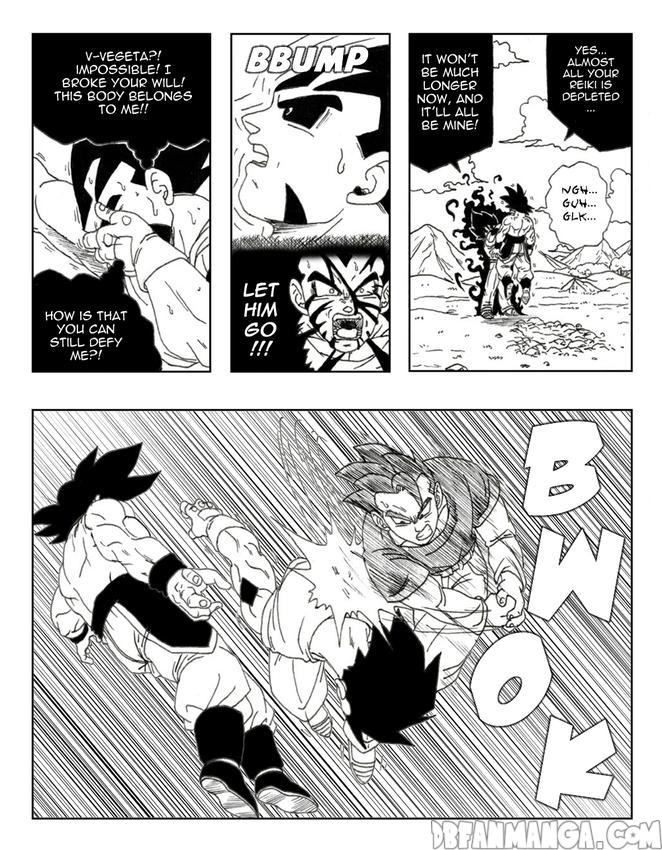 YES...
ALMOST
ALL YOUR
REIKI IS
DEPLETED
...
IT WON'T
BE MUCH
LONGER
NOW, AND
IT'LL ALL
BE MINE!
NGH...
GUH...
GLK...
BBUMP
LET
HIM
GO
!!!
V-VEGETA?!
IMPOSSIBLE! I
BROKE YOUR WILL!
THIS BODY BELONGS
TO ME!!
HOW IS THAT
YOU CAN
STILL DEFY
ME?!
BWOK
DBFANMANGA.COM